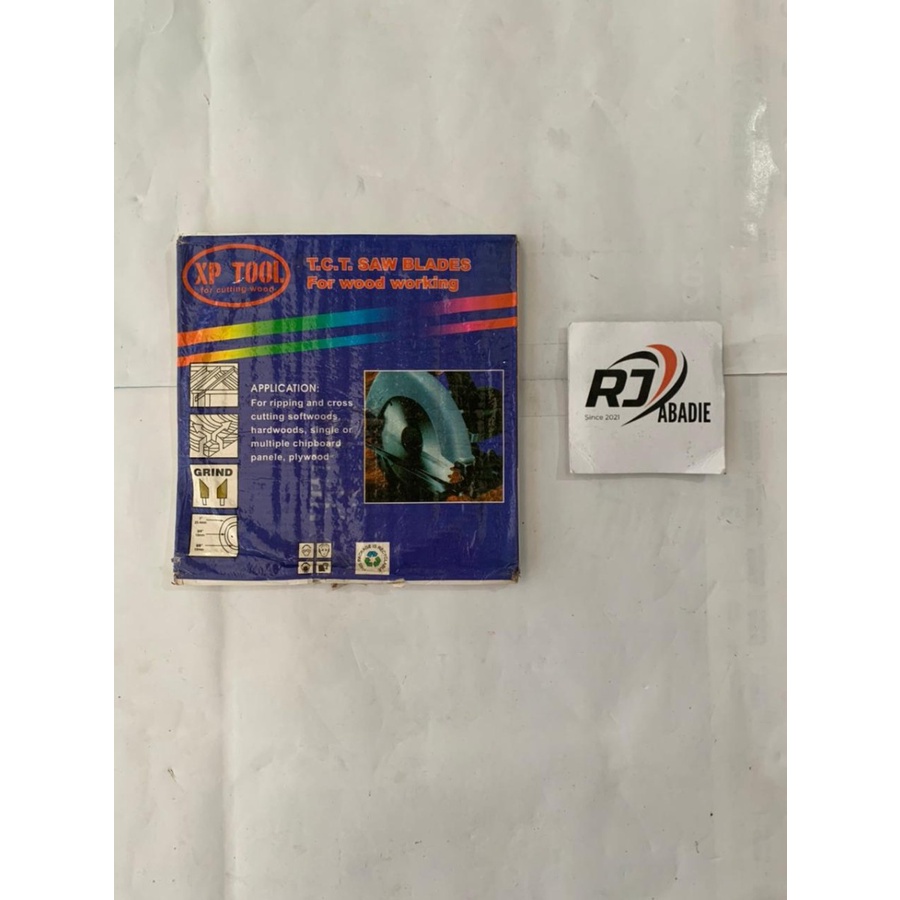 XP TOOL
for cutting wood
T.C.T. SAW BLADES
For wood working
APPLICATION:
For ripping and cross
cutting softwoods,
hardwoods, single or
multiple chipboard
panele, plywood
GRIND
RJ
ABADIE
Since 2021